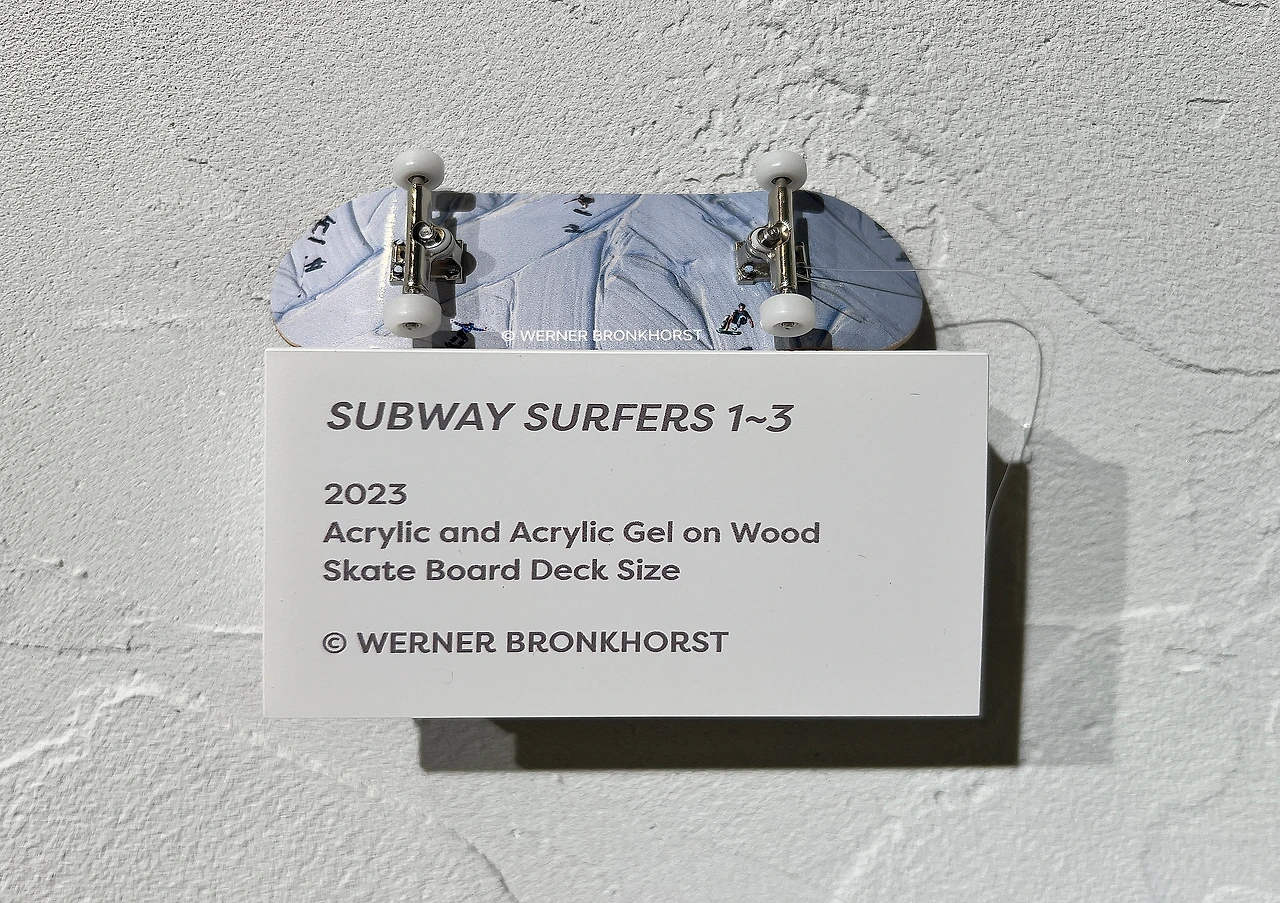 © WERNER BRONKHORST
SUBWAY SURFERS 1~3
2023
Acrylic and Acrylic Gel on Wood
Skate Board Deck Size
© WERNER BRONKHORST